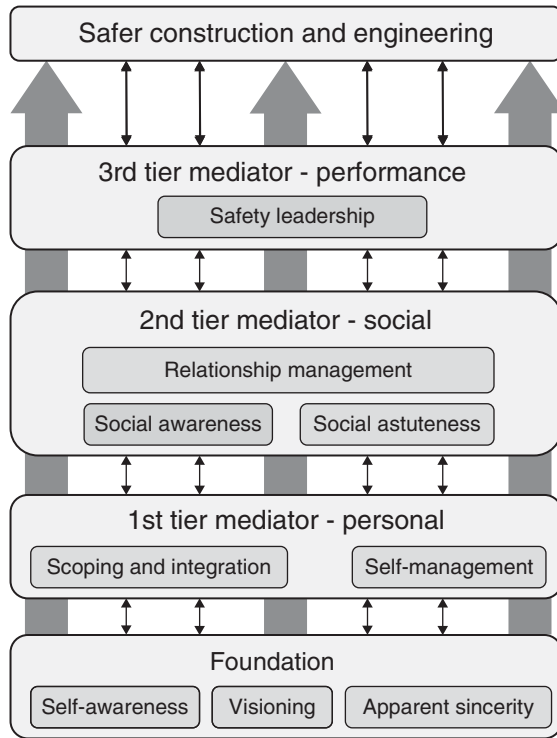 Safer construction and engineering
3rd tier mediator - performance
Safety leadership
2nd tier mediator - social
Relationship management
Social awareness
Social astuteness
1st tier mediator - personal
Scoping and integration
Self-management
Foundation
Self-awareness
Visioning
Apparent sincerity